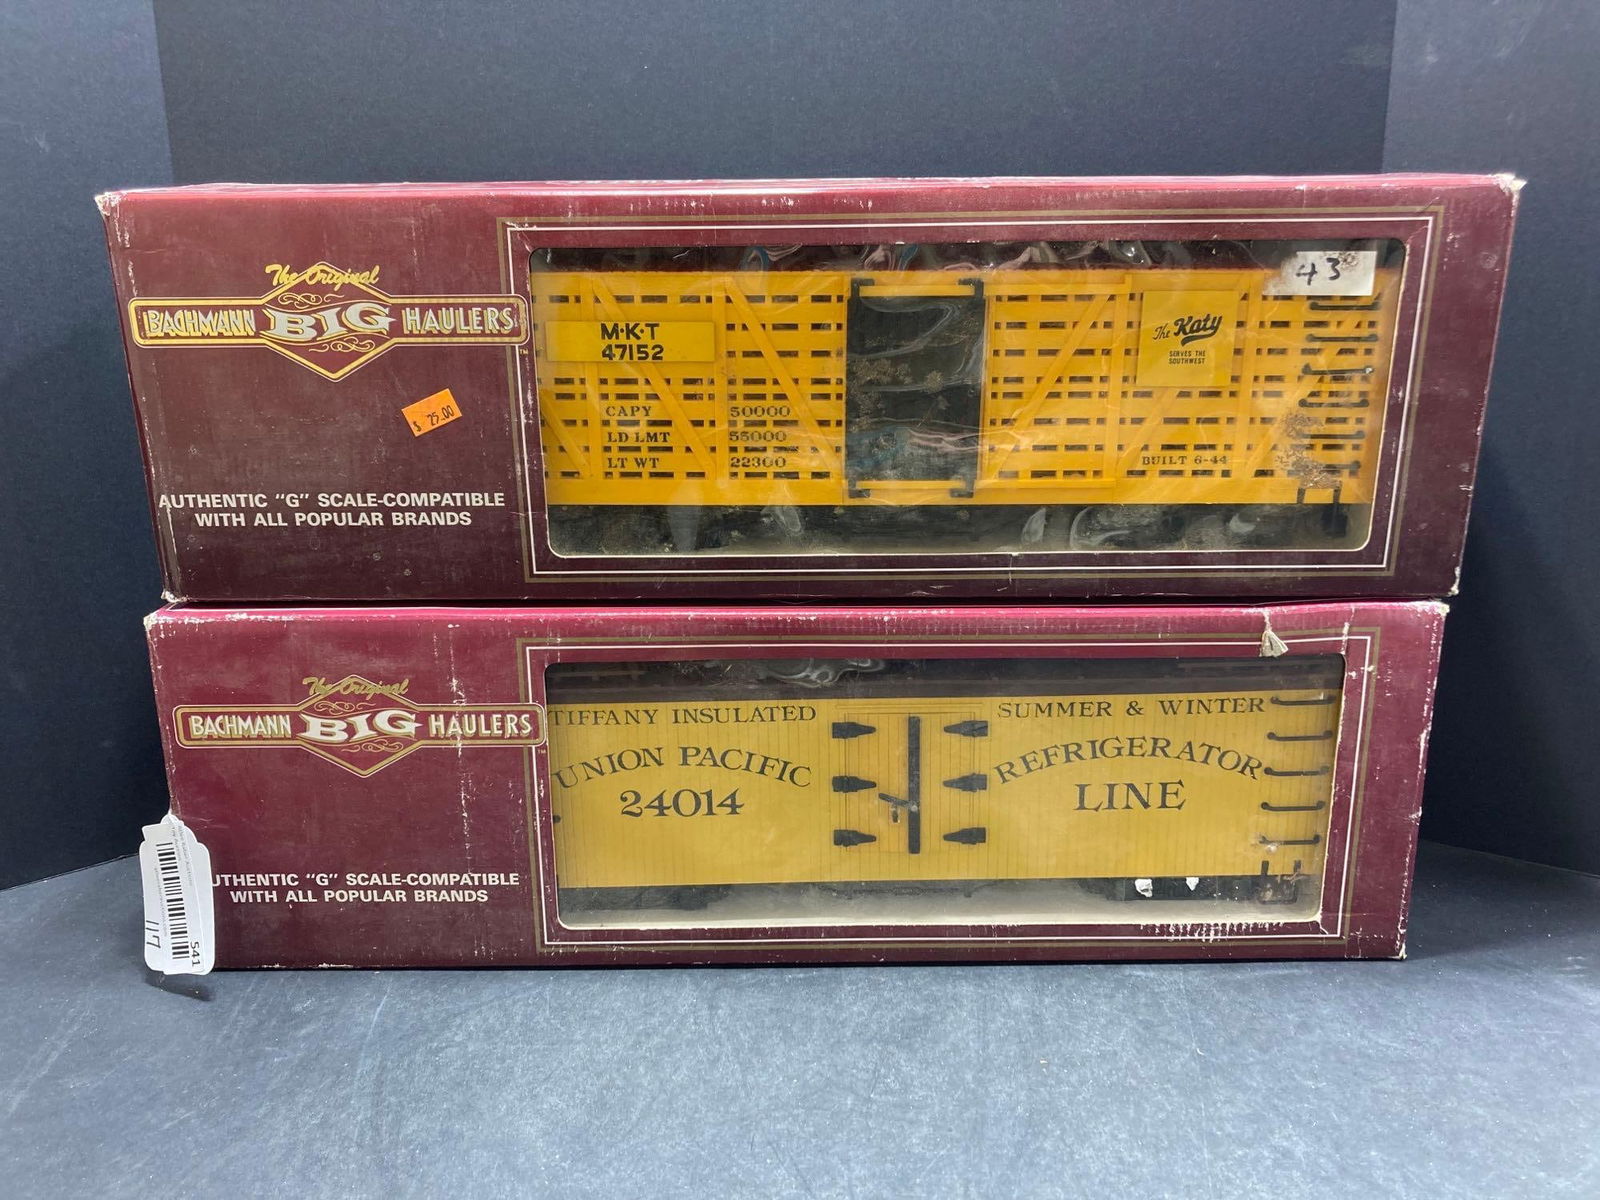 The Original
BACHMANN BIG HAULERS
$ 25.00
AUTHENTIC "G" SCALE-COMPATIBLE
WITH ALL POPULAR BRANDS
M·K·T
47152
CAPY 50000
LD LMT 55000
LT WT 22300
The Katy
SERVES THE
SOUTHWEST
BUILT 6-44
43
The Original
BACHMANN BIG HAULERS
UTHENTIC "G" SCALE-COMPATIBLE
WITH ALL POPULAR BRANDS
TIFFANY INSULATED
UNION PACIFIC
24014
SUMMER & WINTER
REFRIGERATOR
LINE
541